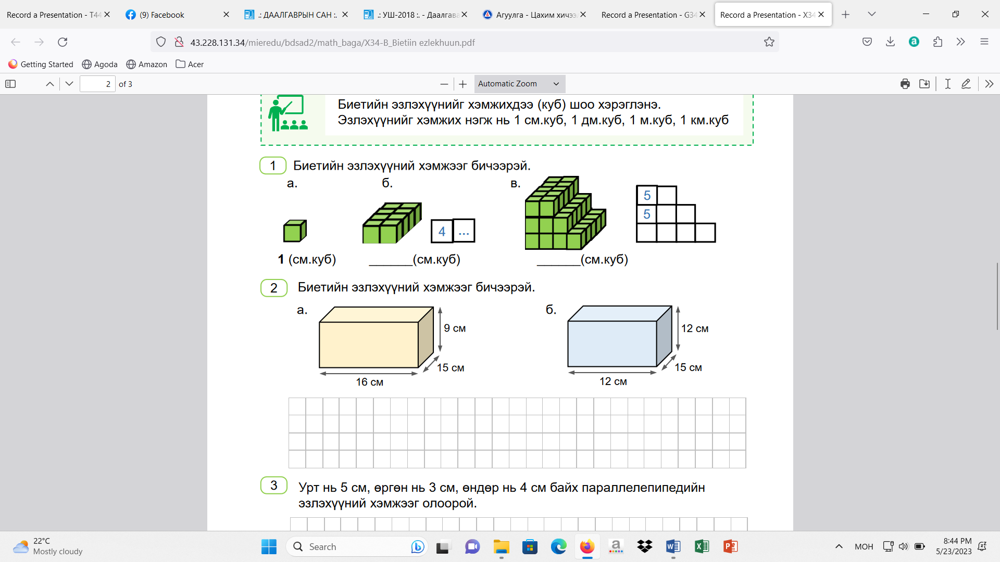 Record a Presentation - T44
(9) Facebook
.: ДААЛГАВРЫН САН :.
.: УШ-2018 :. - Даалгава
Агуулга - Цахим хичээл
Record a Presentation - G34
Record a Presentation - X34
43.228.131.34/mieredu/bdsad2/math_baga/X34-B_Bietiin ezlekhuun.pdf
Getting Started
Agoda
Amazon
Acer
2 of 3
Automatic Zoom
Биетийн эзлэхүүнийг хэмжихдээ (куб) шоо хэрэглэнэ.
Эзлэхүүнийг хэмжих нэгж нь 1 см.куб, 1 дм.куб, 1 м.куб, 1 км.куб
1 Биетийн эзлэхүүний хэмжээг бичээрэй.
а. б. в.
5
5
4 ...
1 (см.куб) ______(см.куб) ______(см.куб)
2 Биетийн эзлэхүүний хэмжээг бичээрэй.
а. б.
9 см 12 см
15 см 15 см
16 см 12 см
3 Урт нь 5 см, өргөн нь 3 см, өндөр нь 4 см байх параллелепипедийн
эзлэхүүний хэмжээг олоорой.
22°C
Mostly cloudy
Search
МОН
8:44 PM
5/23/2023